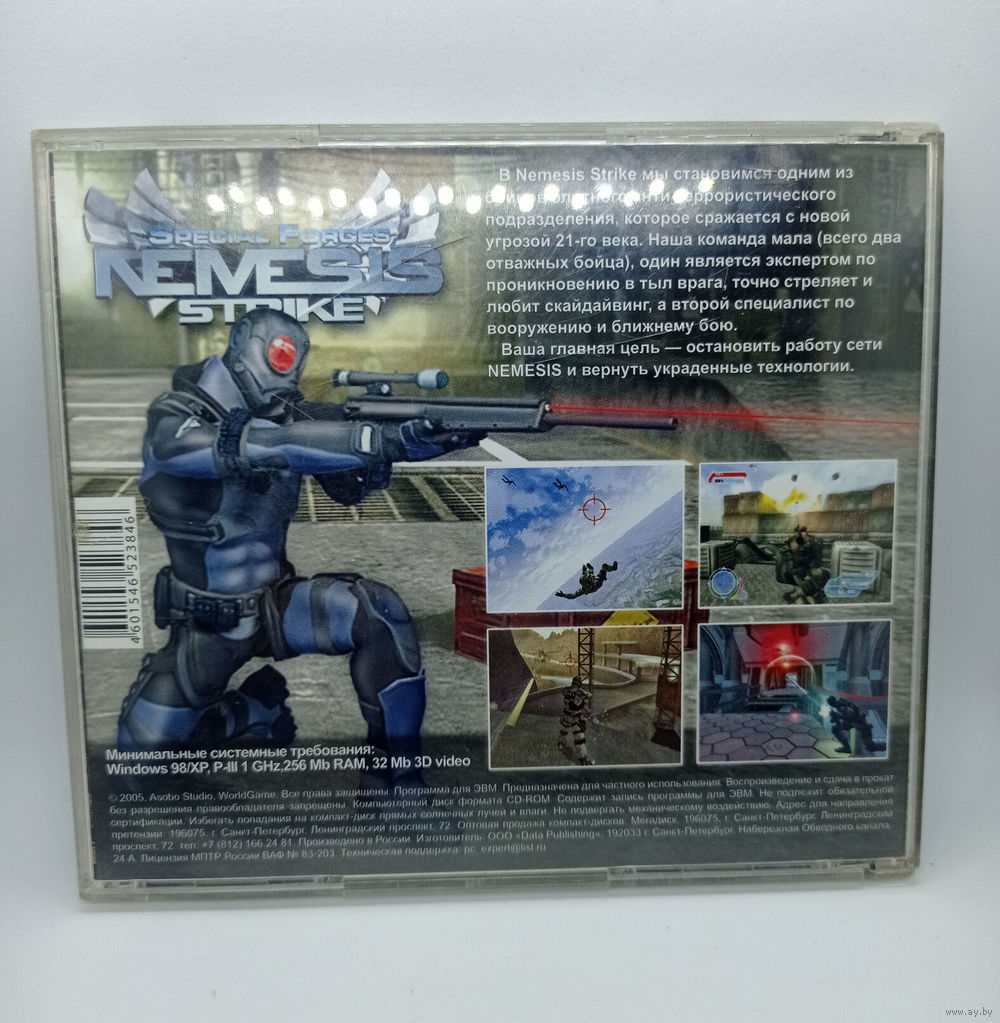 SPECIAL FORCES
NEMESIS
STRIKE
В Nemesis Strike мы становимся одним из
подразделения, которое сражается с новой
угрозой 21-го века. Наша команда мала (всего два
отважных бойца), один является экспертом по
проникновению в тыл врага, точно стреляет и
любит скайдайвинг, а второй специалист по
вооружению и ближнему бою.
Ваша главная цель — остановить работу сети
NEMESIS и вернуть украденные технологии.
4601546523846
Минимальные системные требования:
Windows 98/XP, P-III 1 GHz,256 Mb RAM, 32 Mb 3D video
© 2005. Asobo Studio, WorldGame. Все права защищены. Программа для ЭВМ. Предназначена для частного использования. Воспроизведение и сдача в прокат
без разрешения правообладателя запрещены. Компьютерный диск формата CD-ROM. Содержит запись программы для ЭВМ. Не подлежит обязательной
сертификации. Избегать попадания на компакт-диск прямых солнечных лучей и влаги. Не подвергать механическому воздействию. Адрес для направления
претензий: 196075, г. Санкт-Петербург, Ленинградский проспект, 72. Оптовая продажа компакт-дисков: Мегадиск. 196075, г. Санкт-Петербург, Ленинградский
проспект, 72. тел. +7 (812) 166 24 81. Произведено в России. Изготовитель: ООО «Data Publishing». 192033 г. Санкт-Петербург. Набережная Обводного канала.
24 А. Лицензия МПТР России ВАФ № 83-203. Техническая поддержка: pc_expert@list.ru
www.ay.by